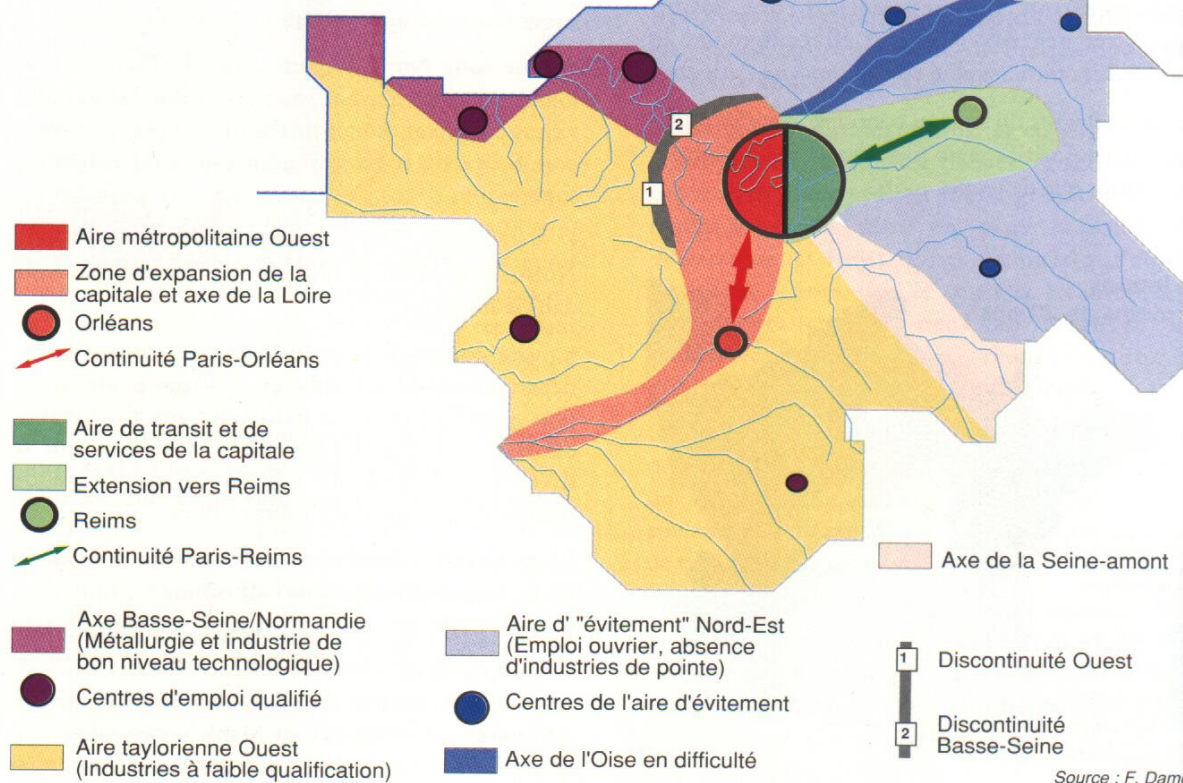 2
1
Aire métropolitaine Ouest
Zone d'expansion de la
capitale et axe de la Loire
Orléans
Continuité Paris-Orléans
Aire de transit et de
services de la capitale
Extension vers Reims
Reims
Continuité Paris-Reims
Axe de la Seine-amont
Axe Basse-Seine/Normandie
(Métallurgie et industrie de
bon niveau technologique)
Centres d'emploi qualifié
Aire taylorienne Ouest
(Industries à faible qualification)
Aire d' "évitement" Nord-Est
(Emploi ouvrier, absence
d'industries de pointe)
Centres de l'aire d'évitement
Axe de l'Oise en difficulté
1
Discontinuité Ouest
2
Discontinuité
Basse-Seine
Source : F. Dam